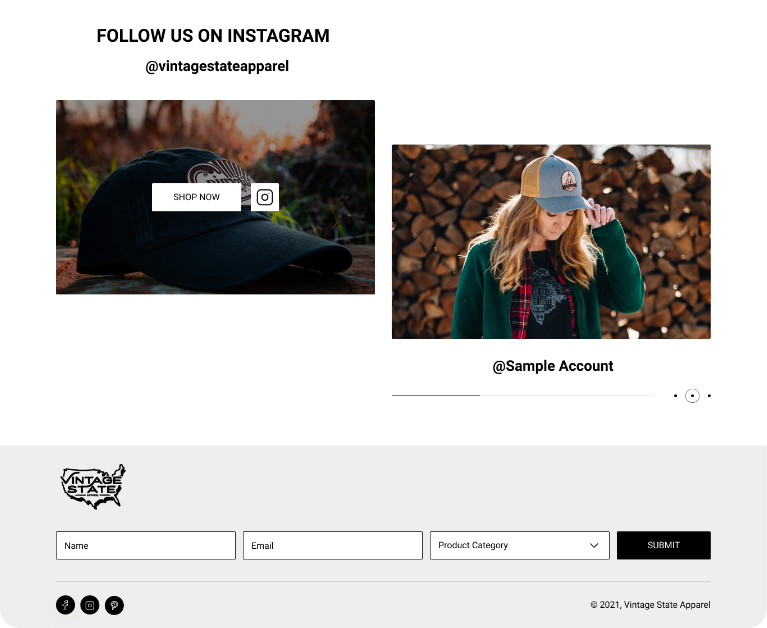 FOLLOW US ON INSTAGRAM
@vintagestateapparel
SHOP NOW
@Sample Account
VINTAGE
STATE
Name
Email
Product Category
SUBMIT
© 2021, Vintage State Apparel